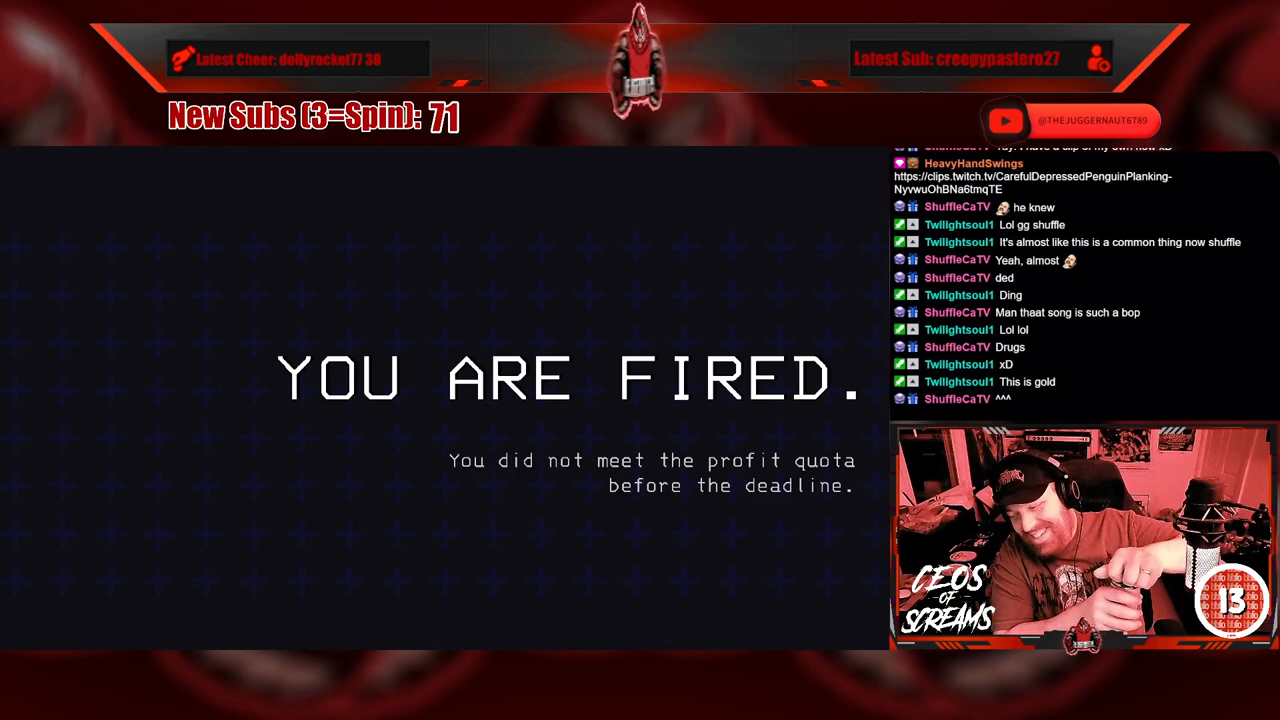 Latest Cheer: dollyrocket77 30
Latest Sub: creepypastero27
New Subs (3=Spin): 71
@THEJUGGERNAUT6789
HeavyHandSwings
https://clips.twitch.tv/CarefulDepressedPenguinPlanking-
NyvwuOhBNa6tmqTE
ShuffleCaTV he knew
Twilightsoul1 Lol gg shuffle
Twilightsoul1 It's almost like this is a common thing now shuffle
ShuffleCaTV Yeah, almost
ShuffleCaTV ded
Twilightsoul1 Ding
ShuffleCaTV Man thaat song is such a bop
Twilightsoul1 Lol lol
ShuffleCaTV Drugs
Twilightsoul1 xD
Twilightsoul1 This is gold
ShuffleCaTV ^^^
YOU ARE FIRED.
You did not meet the profit quota
before the deadline.
CEOS
OF
SCREAMS
13